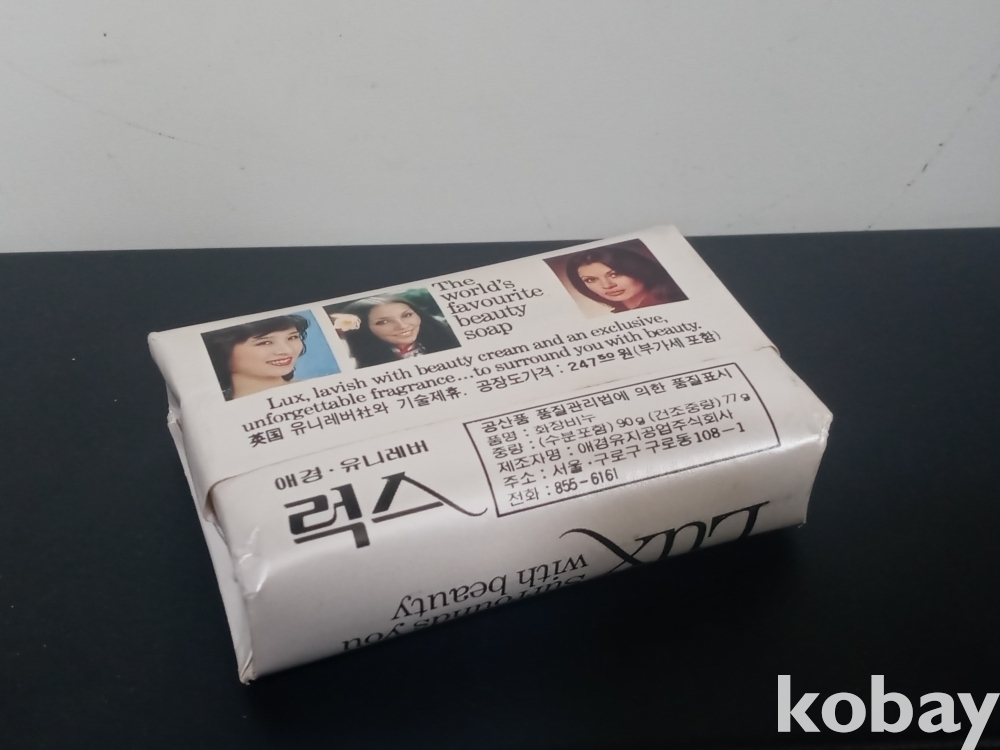 The
world's
favourite
beauty
soap
Lux, lavish with beauty cream and an exclusive,
unforgettable fragrance...to surround you with beauty.
英国 유니레버社와 기술제휴. 공장도가격 : 247원50(부가세 포함)
애경·유니레버
럭스
공산품 품질관리법에 의한 품질표시
품명 : 화장비누
중량 : (수분포함) 90g (건조중량) 77g
제조자명 : 애경유지공업주식회사
주소 : 서울·구로구 구로동 108-1
전화 : 855-6161
Lux
Surrounds you
with beauty
kobay